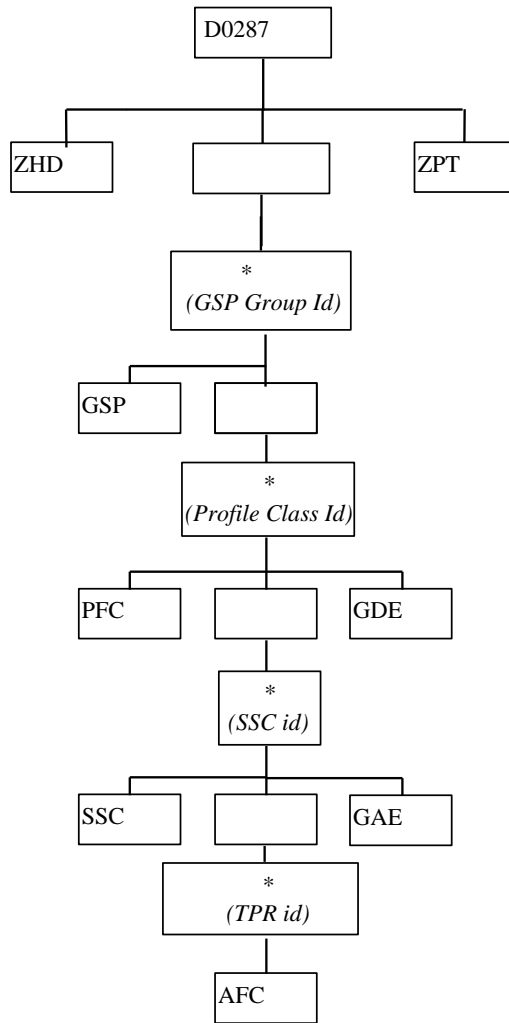 D0287
ZHD
ZPT
*
(GSP Group Id)
GSP
*
(Profile Class Id)
PFC
GDE
*
(SSC id)
SSC
GAE
*
(TPR id)
AFC